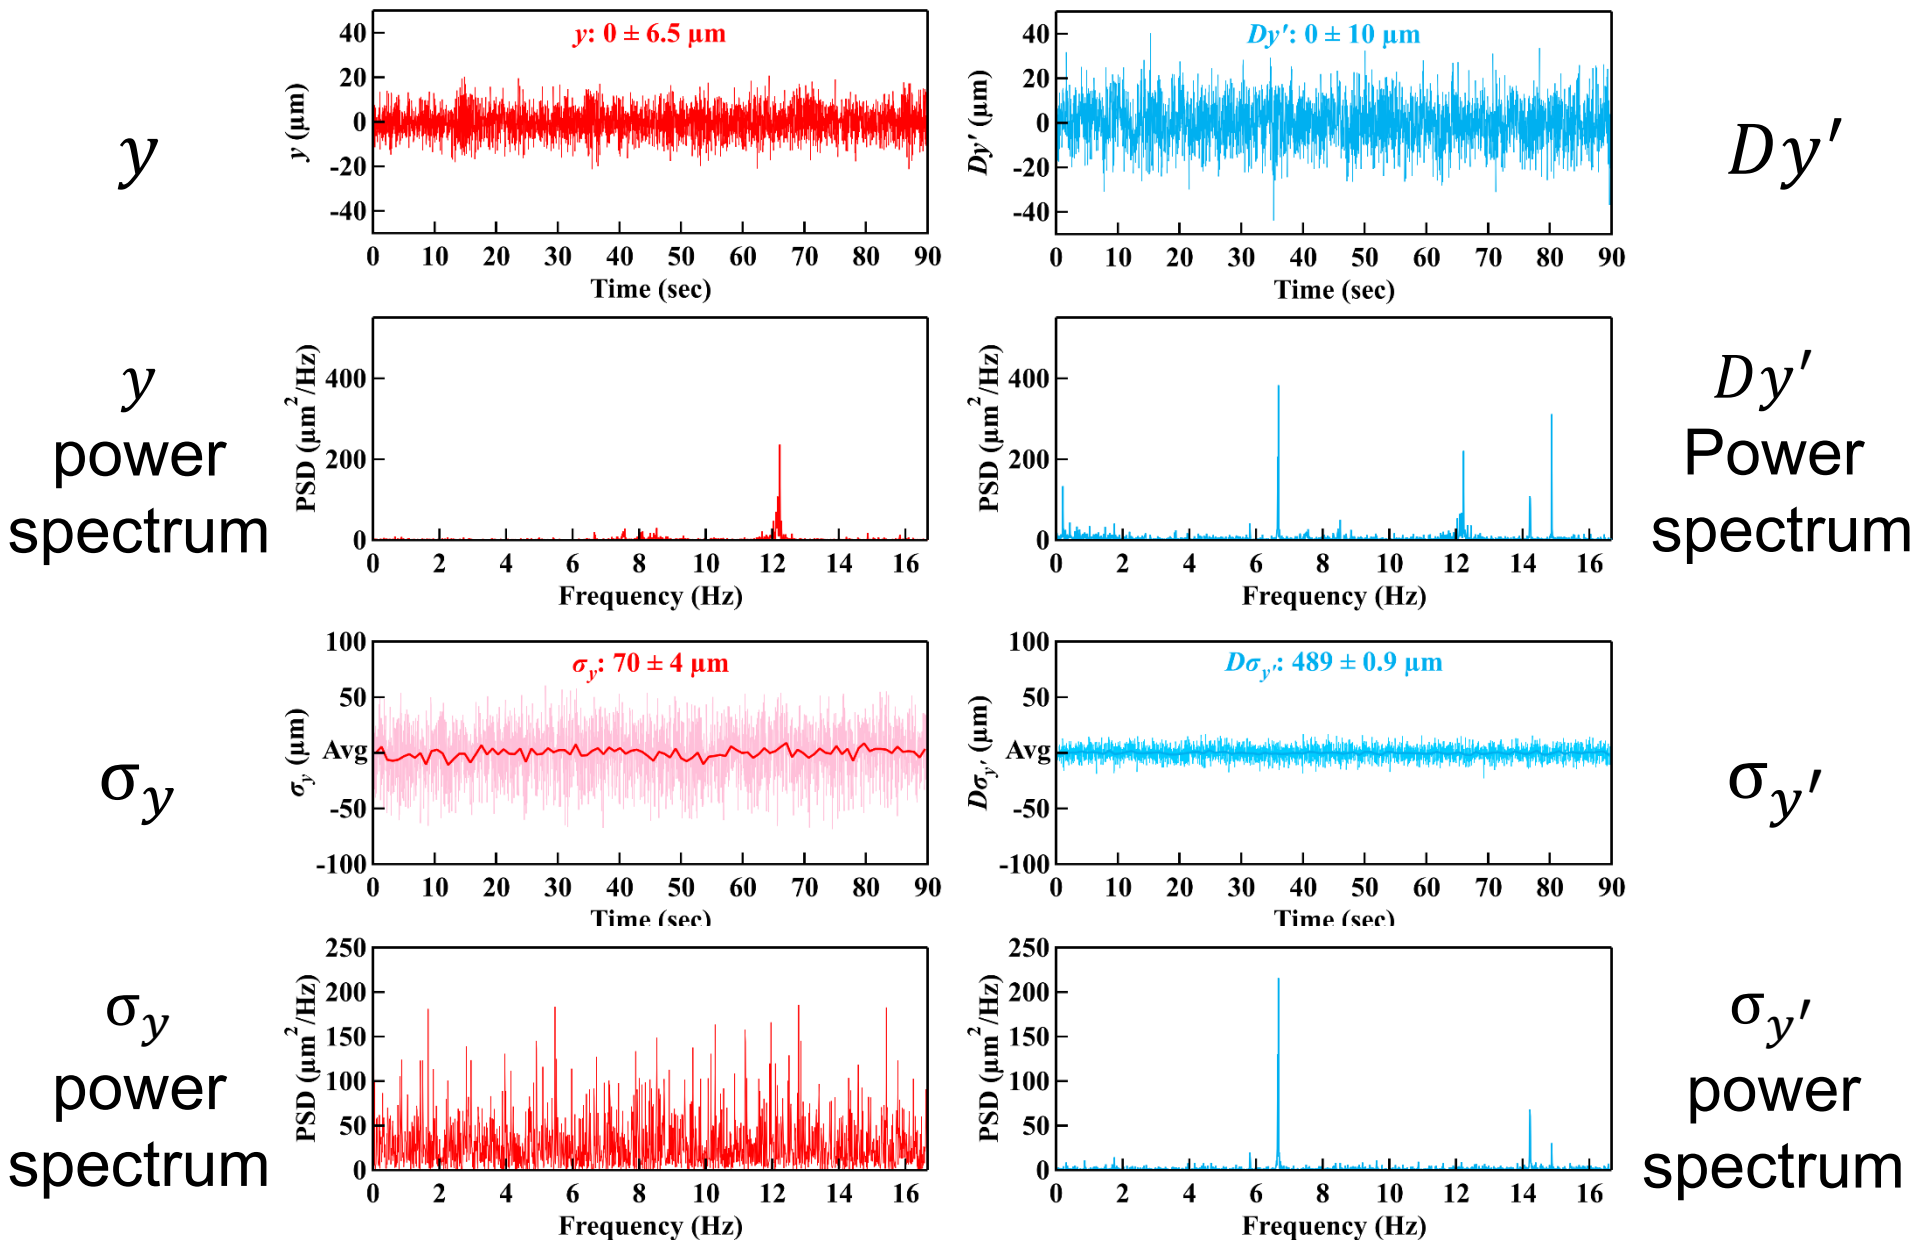 y
y (μm)
40
20
0
-20
-40
y: 0 ± 6.5 μm
0 10 20 30 40 50 60 70 80 90
Time (sec)
Dy′ (μm)
40
20
0
-20
-40
Dy′: 0 ± 10 μm
0 10 20 30 40 50 60 70 80 90
Time (sec)
Dy′
y
power
spectrum
PSD (μm²/Hz)
400
200
0
0 2 4 6 8 10 12 14 16
Frequency (Hz)
PSD (μm²/Hz)
400
200
0
0 2 4 6 8 10 12 14 16
Frequency (Hz)
Dy′
Power
spectrum
σy
σy (μm)
100
50
Avg
-50
-100
σy: 70 ± 4 μm
0 10 20 30 40 50 60 70 80 90
Time (sec)
Dσy′ (μm)
100
50
Avg
-50
-100
Dσy′: 489 ± 0.9 μm
0 10 20 30 40 50 60 70 80 90
Time (sec)
σy′
σy
power
spectrum
PSD (μm²/Hz)
250
200
150
100
50
0
0 2 4 6 8 10 12 14 16
Frequency (Hz)
PSD (μm²/Hz)
250
200
150
100
50
0
0 2 4 6 8 10 12 14 16
Frequency (Hz)
σy′
power
spectrum